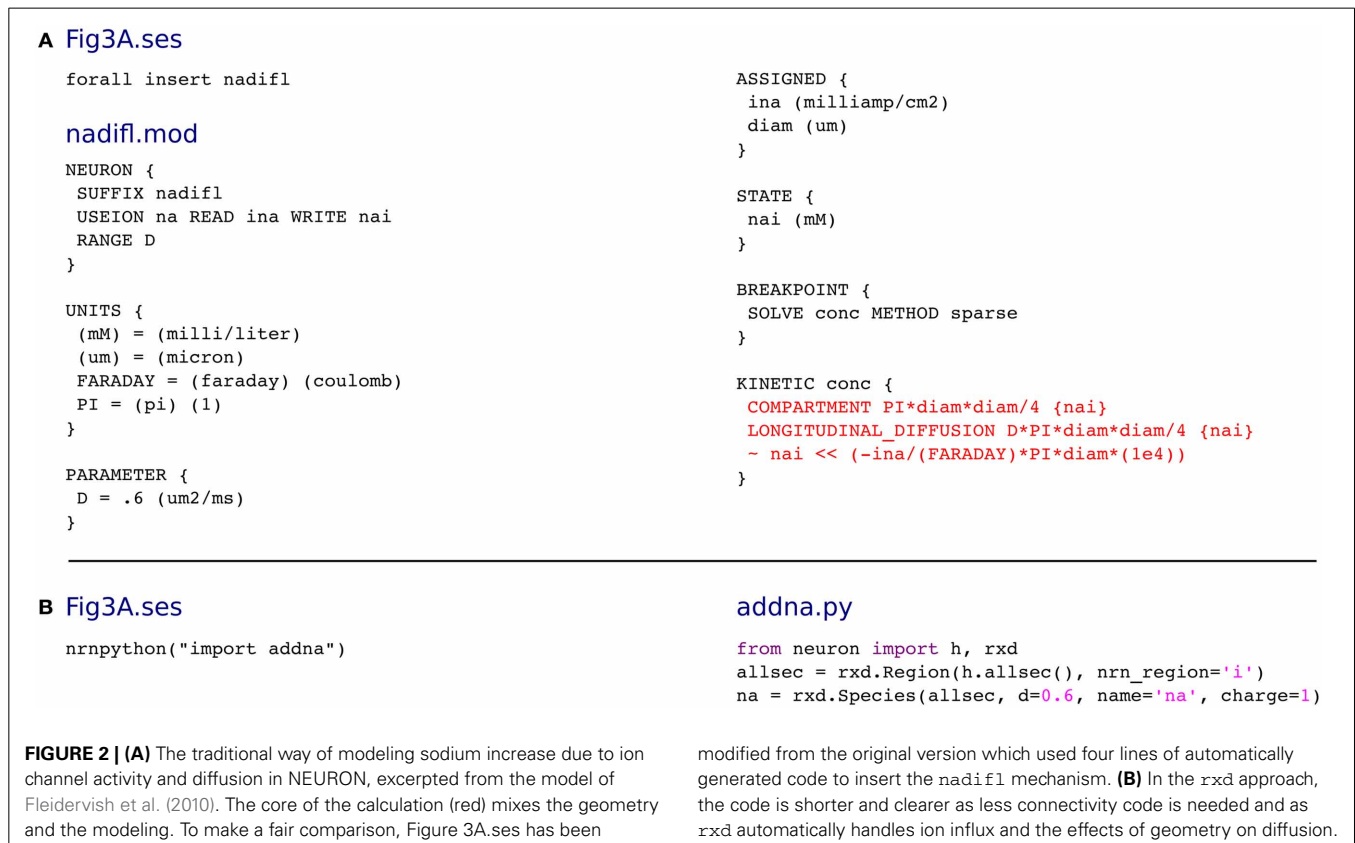 A Fig3A.ses
forall insert nadifl
nadifl.mod
NEURON {
SUFFIX nadifl
USEION na READ ina WRITE nai
RANGE D
}
UNITS {
(mM) = (milli/liter)
(um) = (micron)
FARADAY = (faraday) (coulomb)
PI = (pi) (1)
}
PARAMETER {
D = .6 (um2/ms)
}
ASSIGNED {
ina (milliamp/cm2)
diam (um)
}
STATE {
nai (mM)
}
BREAKPOINT {
SOLVE conc METHOD sparse
}
KINETIC conc {
COMPARTMENT PI*diam*diam/4 {nai}
LONGITUDINAL_DIFFUSION D*PI*diam*diam/4 {nai}
~ nai << (-ina/(FARADAY)*PI*diam*(1e4))
}
B Fig3A.ses
nrnpython("import addna")
addna.py
from neuron import h, rxd
allsec = rxd.Region(h.allsec(), nrn_region='i')
na = rxd.Species(allsec, d=0.6, name='na', charge=1)
FIGURE 2 | (A) The traditional way of modeling sodium increase due to ion
channel activity and diffusion in NEURON, excerpted from the model of
Fleidervish et al. (2010). The core of the calculation (red) mixes the geometry
and the modeling. To make a fair comparison, Figure 3A.ses has been
modified from the original version which used four lines of automatically
generated code to insert the nadifl mechanism. (B) In the rxd approach,
the code is shorter and clearer as less connectivity code is needed and as
rxd automatically handles ion influx and the effects of geometry on diffusion.